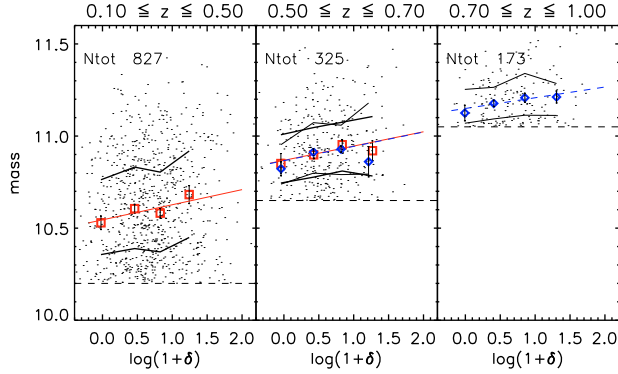 0.10 ≦ z ≦ 0.50 0.50 ≦ z ≦ 0.70 0.70 ≦ z ≦ 1.00
11.5
Ntot 827 Ntot 325 Ntot 173
11.0
mass
10.5
10.0
0.0 0.5 1.0 1.5 2.0 0.0 0.5 1.0 1.5 2.0 0.0 0.5 1.0 1.5 2.0
log(1+δ) log(1+δ) log(1+δ)